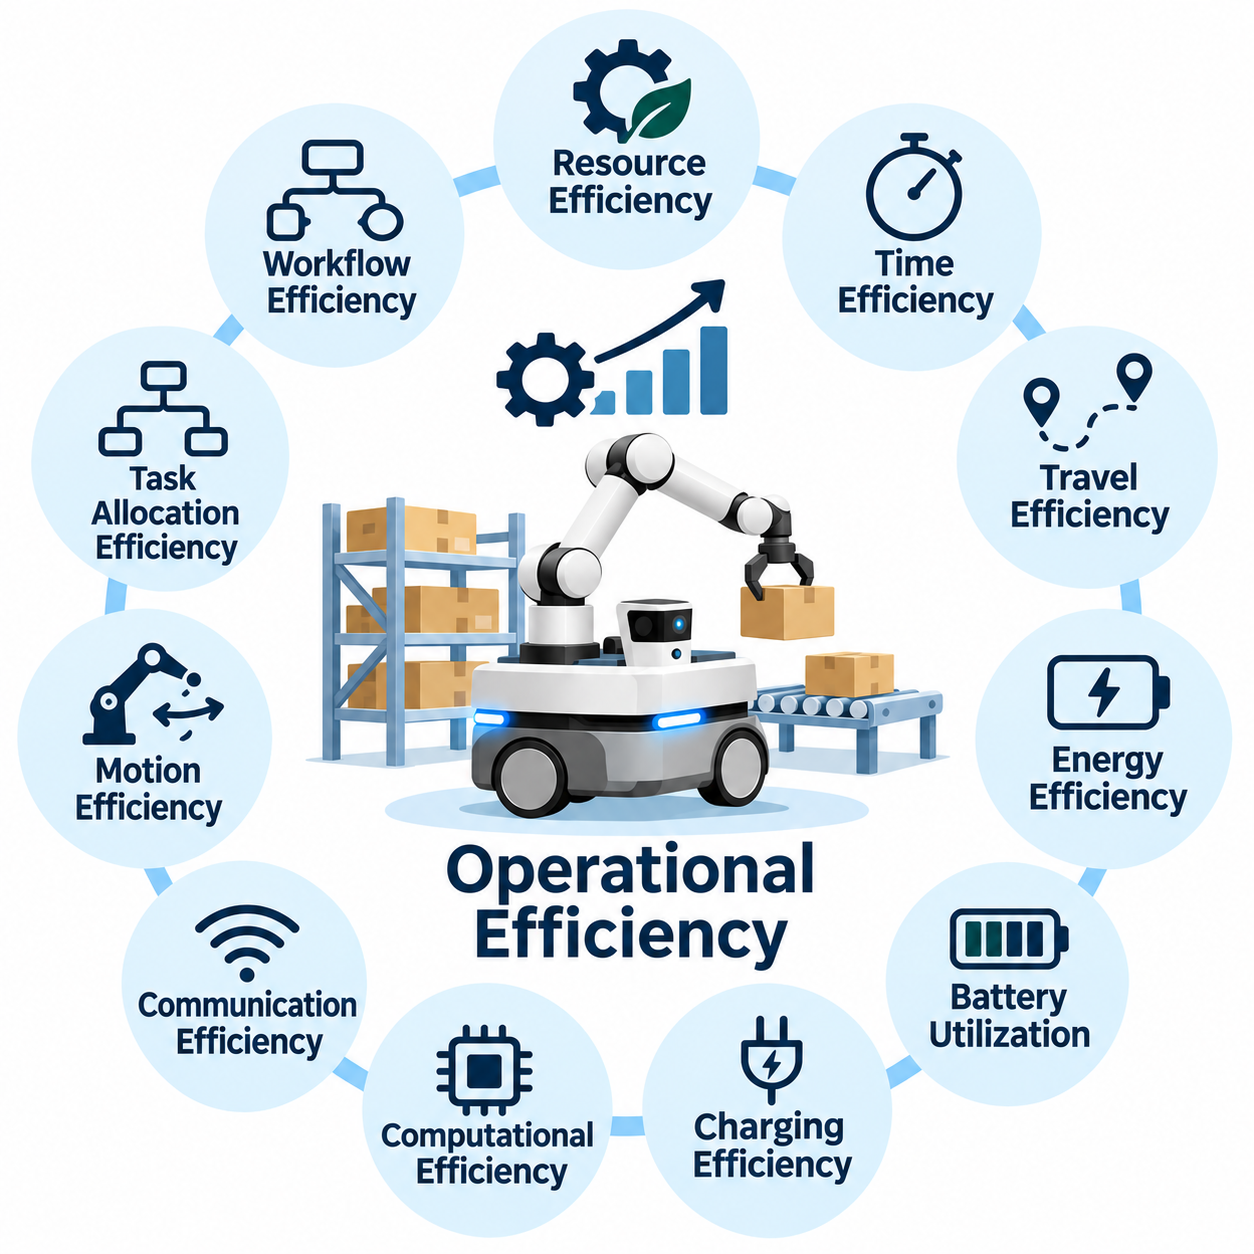 Resource
Efficiency
Time
Efficiency
Travel
Efficiency
Energy
Efficiency
Battery
Utilization
Charging
Efficiency
Computational
Efficiency
Communication
Efficiency
Motion
Efficiency
Task
Allocation
Efficiency
Workflow
Efficiency
Operational
Efficiency